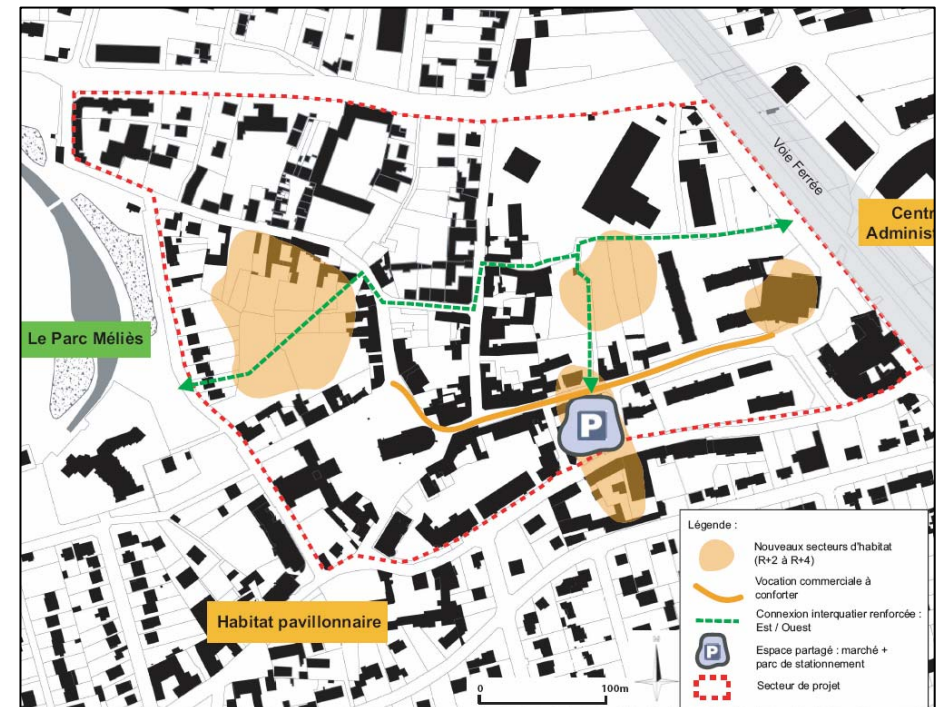 Voie Ferrée
Centr
Administ
Le Parc Méliès
P
Habitat pavillonnaire
Légende :
Nouveaux secteurs d'habitat
(R+2 à R+4)
Vocation commerciale à
conforter
Connexion interquatier renforcée :
Est / Ouest
P
Espace partagé : marché +
parc de stationnement
Secteur de projet
0
100m